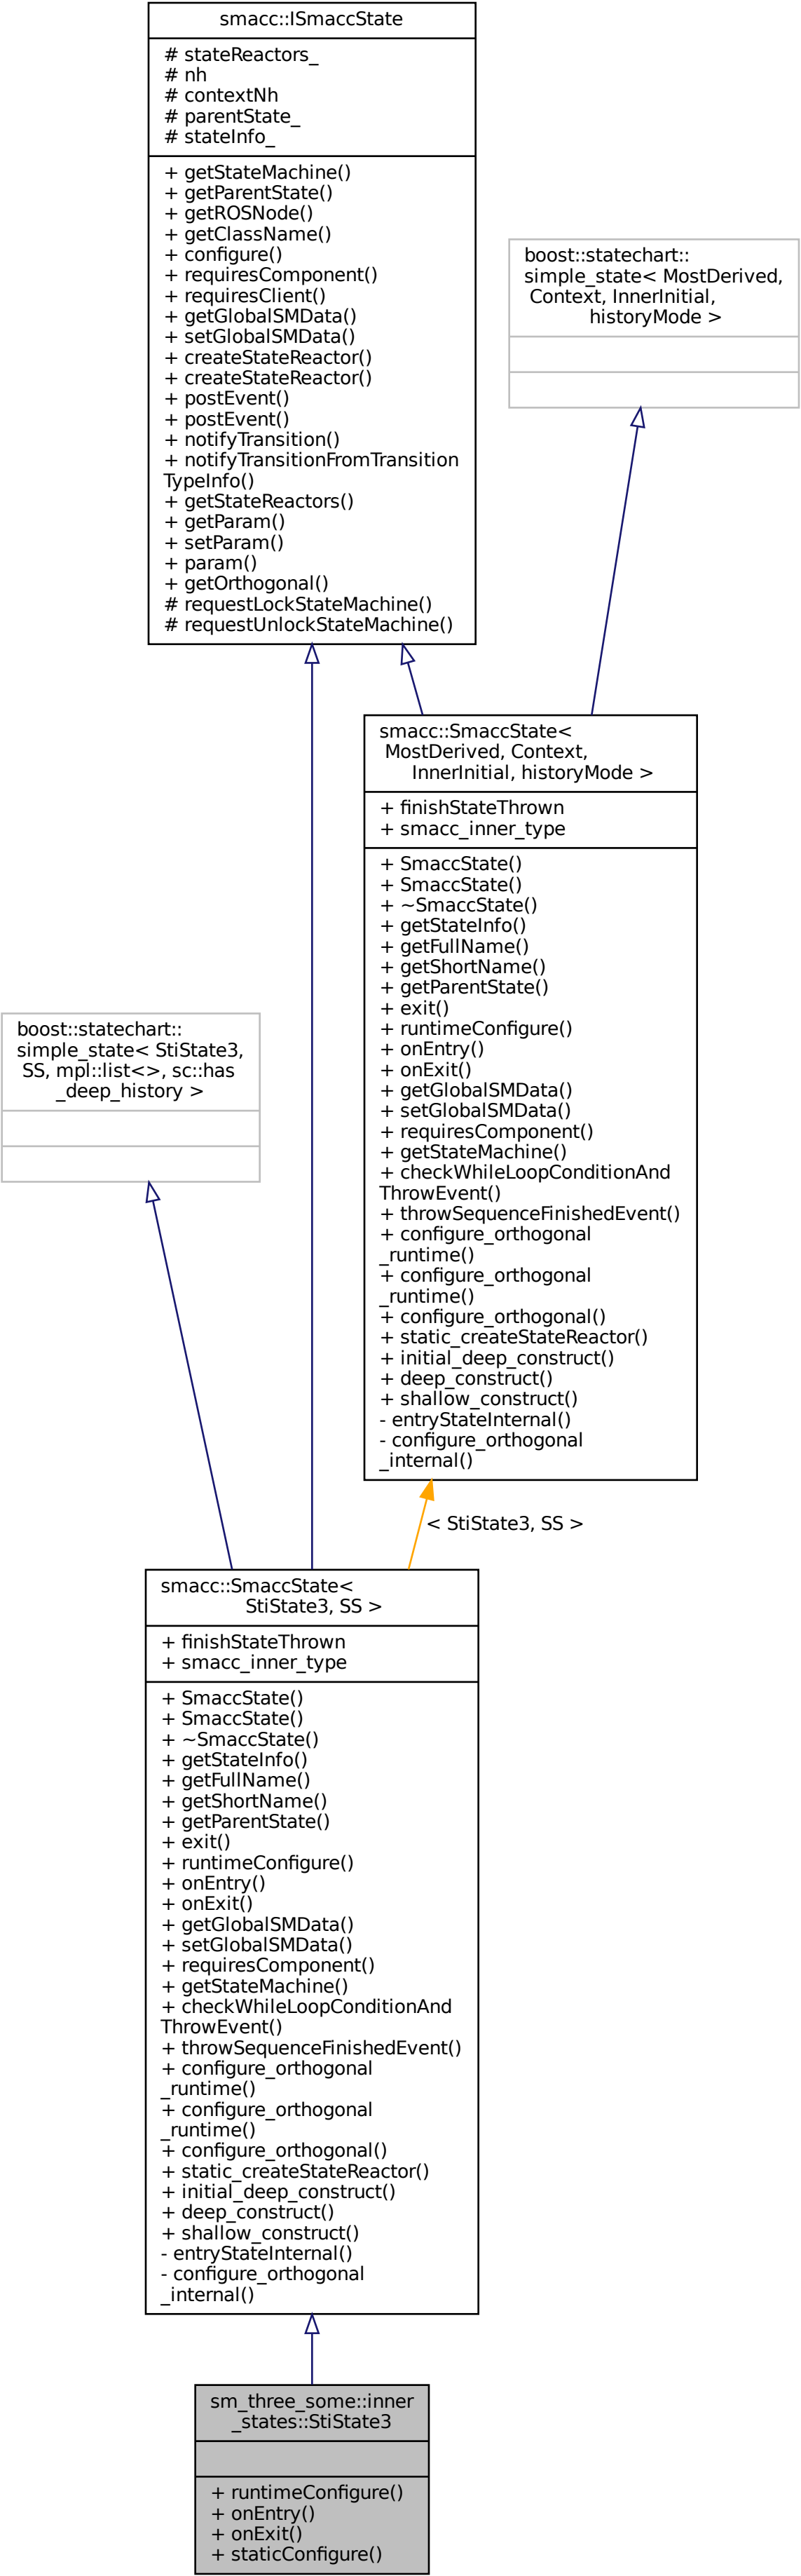 smacc::ISmaccState
# stateReactors_
# nh
# contextNh
# parentState_
# stateInfo_
+ getStateMachine()
+ getParentState()
+ getROSNode()
+ getClassName()
+ configure()
+ requiresComponent()
+ requiresClient()
+ getGlobalSMData()
+ setGlobalSMData()
+ createStateReactor()
+ createStateReactor()
+ postEvent()
+ postEvent()
+ notifyTransition()
+ notifyTransitionFromTransition
TypeInfo()
+ getStateReactors()
+ getParam()
+ setParam()
+ param()
+ getOrthogonal()
# requestLockStateMachine()
# requestUnlockStateMachine()
boost::statechart::
simple_state< MostDerived,
Context, InnerInitial,
historyMode >
smacc::SmaccState<
MostDerived, Context,
InnerInitial, historyMode >
+ finishStateThrown
+ smacc_inner_type
+ SmaccState()
+ SmaccState()
+ ~SmaccState()
+ getStateInfo()
+ getFullName()
+ getShortName()
+ getParentState()
+ exit()
+ runtimeConfigure()
+ onEntry()
+ onExit()
+ getGlobalSMData()
+ setGlobalSMData()
+ requiresComponent()
+ getStateMachine()
+ checkWhileLoopConditionAnd
ThrowEvent()
+ throwSequenceFinishedEvent()
+ configure_orthogonal
_runtime()
+ configure_orthogonal
_runtime()
+ configure_orthogonal()
+ static_createStateReactor()
+ initial_deep_construct()
+ deep_construct()
+ shallow_construct()
- entryStateInternal()
- configure_orthogonal
_internal()
boost::statechart::
simple_state< StiState3,
SS, mpl::list<>, sc::has
_deep_history >
< StiState3, SS >
smacc::SmaccState<
StiState3, SS >
+ finishStateThrown
+ smacc_inner_type
+ SmaccState()
+ SmaccState()
+ ~SmaccState()
+ getStateInfo()
+ getFullName()
+ getShortName()
+ getParentState()
+ exit()
+ runtimeConfigure()
+ onEntry()
+ onExit()
+ getGlobalSMData()
+ setGlobalSMData()
+ requiresComponent()
+ getStateMachine()
+ checkWhileLoopConditionAnd
ThrowEvent()
+ throwSequenceFinishedEvent()
+ configure_orthogonal
_runtime()
+ configure_orthogonal
_runtime()
+ configure_orthogonal()
+ static_createStateReactor()
+ initial_deep_construct()
+ deep_construct()
+ shallow_construct()
- entryStateInternal()
- configure_orthogonal
_internal()
sm_three_some::inner
_states::StiState3
+ runtimeConfigure()
+ onEntry()
+ onExit()
+ staticConfigure()